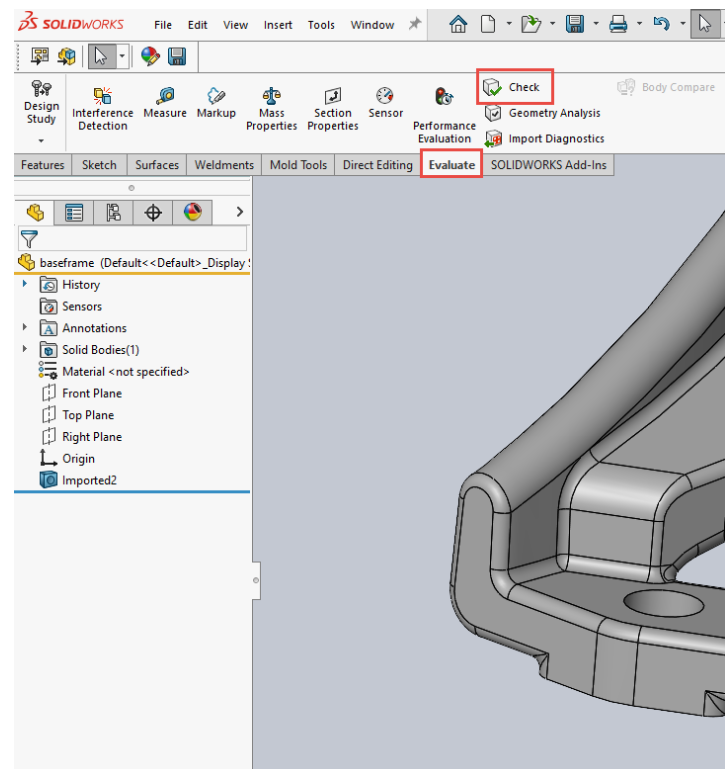 SOLIDWORKS File Edit View Insert Tools Window
Design Study
Interference Detection
Measure
Markup
Mass Properties
Section Properties
Sensor
Performance Evaluation
Check
Geometry Analysis
Import Diagnostics
Body Compare
Features Sketch Surfaces Weldments Mold Tools Direct Editing Evaluate SOLIDWORKS Add-Ins
baseframe (Default<<Default>_Display
History
Sensors
Annotations
Solid Bodies(1)
Material <not specified>
Front Plane
Top Plane
Right Plane
Origin
Imported2